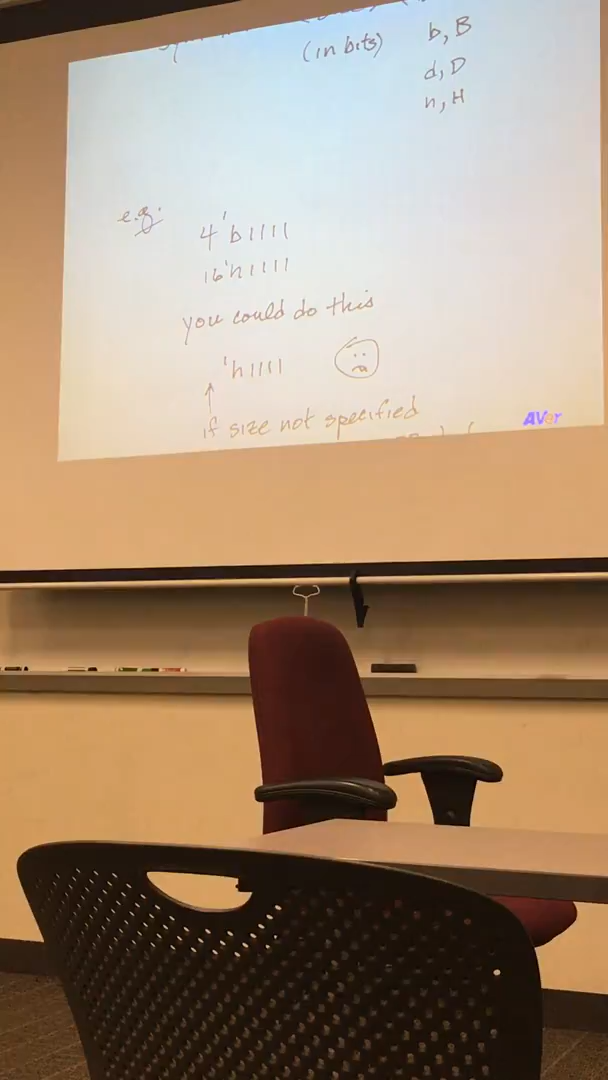 (in bits) b, B
d, D
h, H
e.g.
4'b1111
16'h1111
you could do this
'h1111
if size not specified
AVer